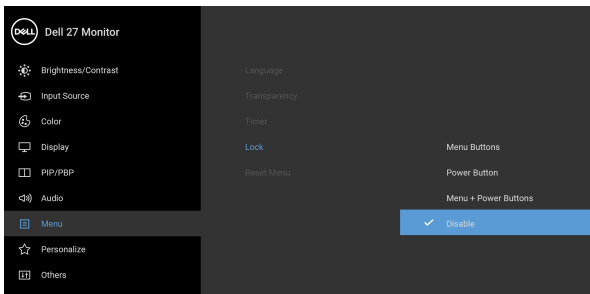 DELL Dell 27 Monitor
Brightness/Contrast
Language
Input Source
Transparency
Color
Timer
Display
Lock
Menu Buttons
PIP/PBP
Reset Menu
Power Button
Audio
Menu + Power Buttons
Menu
Disable
Personalize
Others